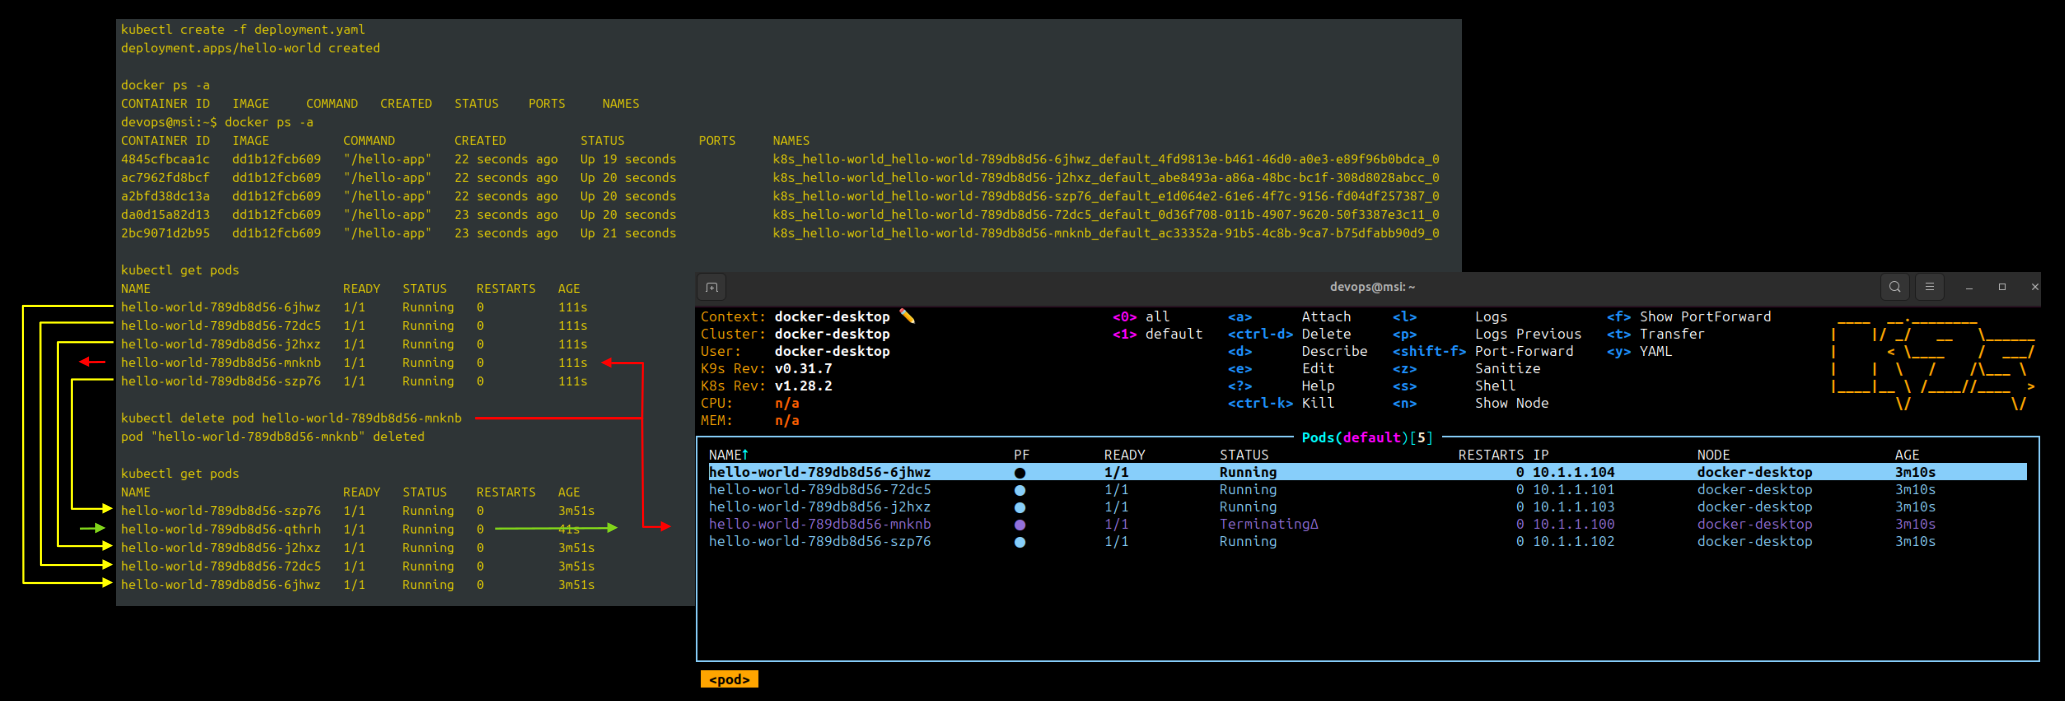 kubectl create -f deployment.yaml
deployment.apps/hello-world created
docker ps -a
CONTAINER ID IMAGE COMMAND CREATED STATUS PORTS NAMES
devops@msi:~$ docker ps -a
CONTAINER ID IMAGE COMMAND CREATED STATUS PORTS NAMES
4845cfbcaa1c dd1b12fcb609 "/hello-app" 22 seconds ago Up 19 seconds k8s_hello-world_hello-world-789db8d56-6jhwz_default_4fd9813e-b461-46d0-a0e3-e89f96b0bdca_0
ac7962fd8bcf dd1b12fcb609 "/hello-app" 22 seconds ago Up 20 seconds k8s_hello-world_hello-world-789db8d56-j2hxz_default_abe8493a-a86a-48bc-bc1f-308d8028abcc_0
a2bfd38dc13a dd1b12fcb609 "/hello-app" 22 seconds ago Up 20 seconds k8s_hello-world_hello-world-789db8d56-szp76_default_e1d064e2-61e6-4f7c-9156-fd04df257387_0
da0d15a82d13 dd1b12fcb609 "/hello-app" 23 seconds ago Up 20 seconds k8s_hello-world_hello-world-789db8d56-72dc5_default_0d36f708-011b-4907-9620-50f3387e3c11_0
2bc9071d2b95 dd1b12fcb609 "/hello-app" 23 seconds ago Up 21 seconds k8s_hello-world_hello-world-789db8d56-mnknb_default_ac33352a-91b5-4c8b-9ca7-b75dfabb90d9_0
kubectl get pods
NAME READY STATUS RESTARTS AGE
hello-world-789db8d56-6jhwz 1/1 Running 0 111s
hello-world-789db8d56-72dc5 1/1 Running 0 111s
hello-world-789db8d56-j2hxz 1/1 Running 0 111s
hello-world-789db8d56-mnknb 1/1 Running 0 111s
hello-world-789db8d56-szp76 1/1 Running 0 111s
kubectl delete pod hello-world-789db8d56-mnknb
pod "hello-world-789db8d56-mnknb" deleted
kubectl get pods
NAME READY STATUS RESTARTS AGE
hello-world-789db8d56-szp76 1/1 Running 0 3m51s
hello-world-789db8d56-qthrh 1/1 Running 0 41s
hello-world-789db8d56-j2hxz 1/1 Running 0 3m51s
hello-world-789db8d56-72dc5 1/1 Running 0 3m51s
hello-world-789db8d56-6jhwz 1/1 Running 0 3m51s
devops@msi: ~
Context: docker-desktop <0> all <a> Attach <l> Logs <f> Show PortForward
Cluster: docker-desktop <1> default <ctrl-d> Delete <p> Logs Previous <t> Transfer
User: docker-desktop <d> Describe <shift-f> Port-Forward <y> YAML
K9s Rev: v0.31.7 <e> Edit <z> Sanitize
K8s Rev: v1.28.2 <?> Help <s> Shell
CPU: n/a <ctrl-k> Kill <n> Show Node
MEM: n/a
K9s
Pods(default)[5]
NAME↑ PF READY STATUS RESTARTS IP NODE AGE
hello-world-789db8d56-6jhwz ● 1/1 Running 0 10.1.1.104 docker-desktop 3m10s
hello-world-789db8d56-72dc5 ● 1/1 Running 0 10.1.1.101 docker-desktop 3m10s
hello-world-789db8d56-j2hxz ● 1/1 Running 0 10.1.1.103 docker-desktop 3m10s
hello-world-789db8d56-mnknb ● 1/1 TerminatingΔ 0 10.1.1.100 docker-desktop 3m10s
hello-world-789db8d56-szp76 ● 1/1 Running 0 10.1.1.102 docker-desktop 3m10s
<pod>